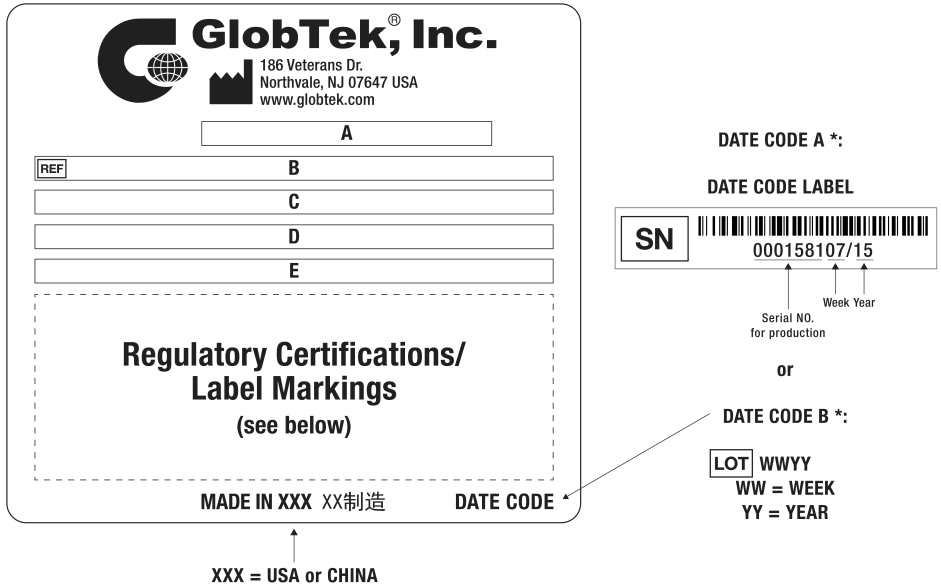 GlobTek,® Inc.
186 Veterans Dr.
Northvale, NJ 07647 USA
www.globtek.com
A
REF B
C
D
E
Regulatory Certifications/
Label Markings
(see below)
MADE IN XXX XX制造 DATE CODE
XXX = USA or CHINA
DATE CODE A *:
DATE CODE LABEL
SN
00015810​7/15
Serial NO.
for production
Week Year
or
DATE CODE B *:
LOT WWYY
WW = WEEK
YY = YEAR